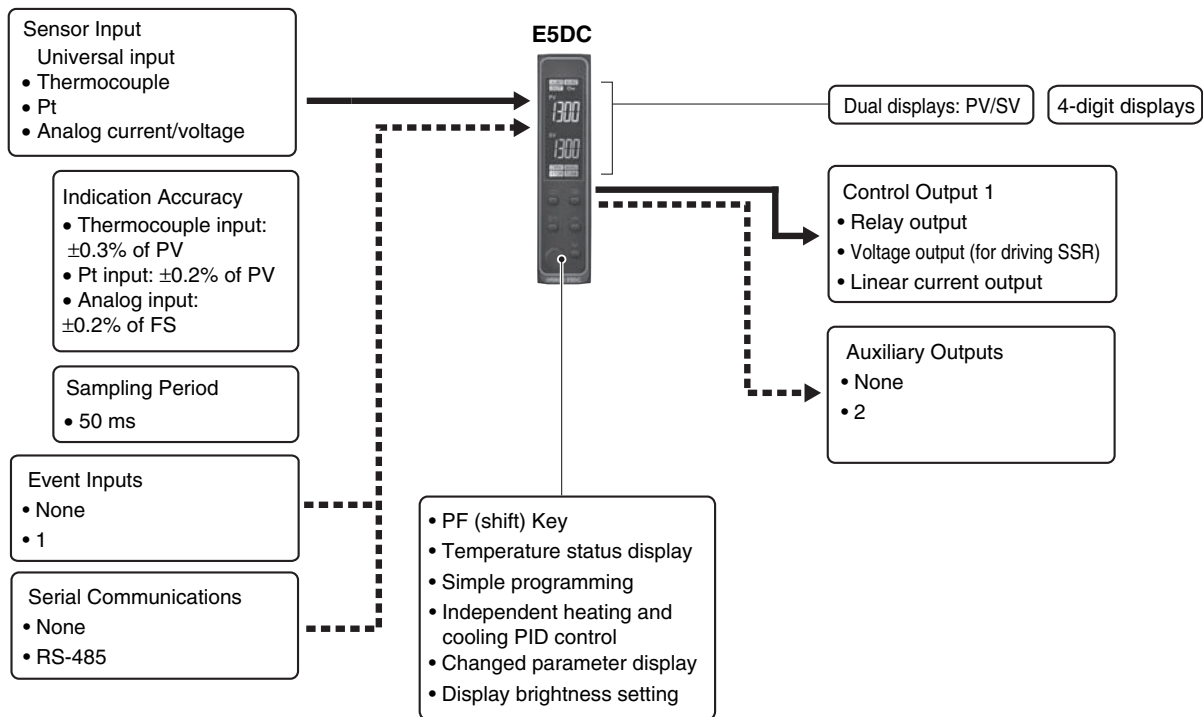 Sensor Input
Universal input
• Thermocouple
• Pt
• Analog current/voltage
Indication Accuracy
• Thermocouple input:
±0.3% of PV
• Pt input: ±0.2% of PV
• Analog input:
±0.2% of FS
Sampling Period
• 50 ms
Event Inputs
• None
• 1
Serial Communications
• None
• RS-485
E5DC
PV
1300
SV
1300
• PF (shift) Key
• Temperature status display
• Simple programming
• Independent heating and
cooling PID control
• Changed parameter display
• Display brightness setting
Dual displays: PV/SV
4-digit displays
Control Output 1
• Relay output
• Voltage output (for driving SSR)
• Linear current output
Auxiliary Outputs
• None
• 2